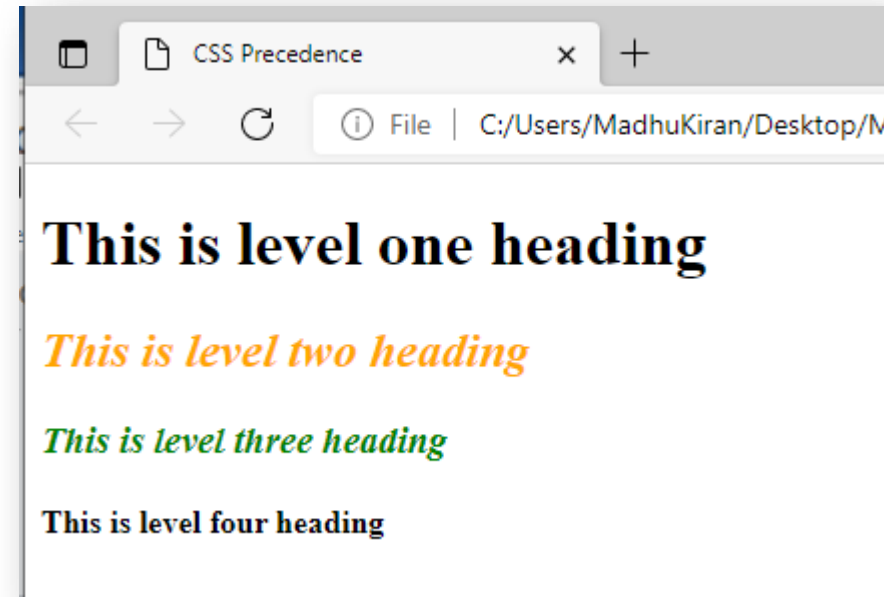 CSS Precedence
File | C:/Users/MadhuKiran/Desktop/M
This is level one heading
This is level two heading
This is level three heading
This is level four heading